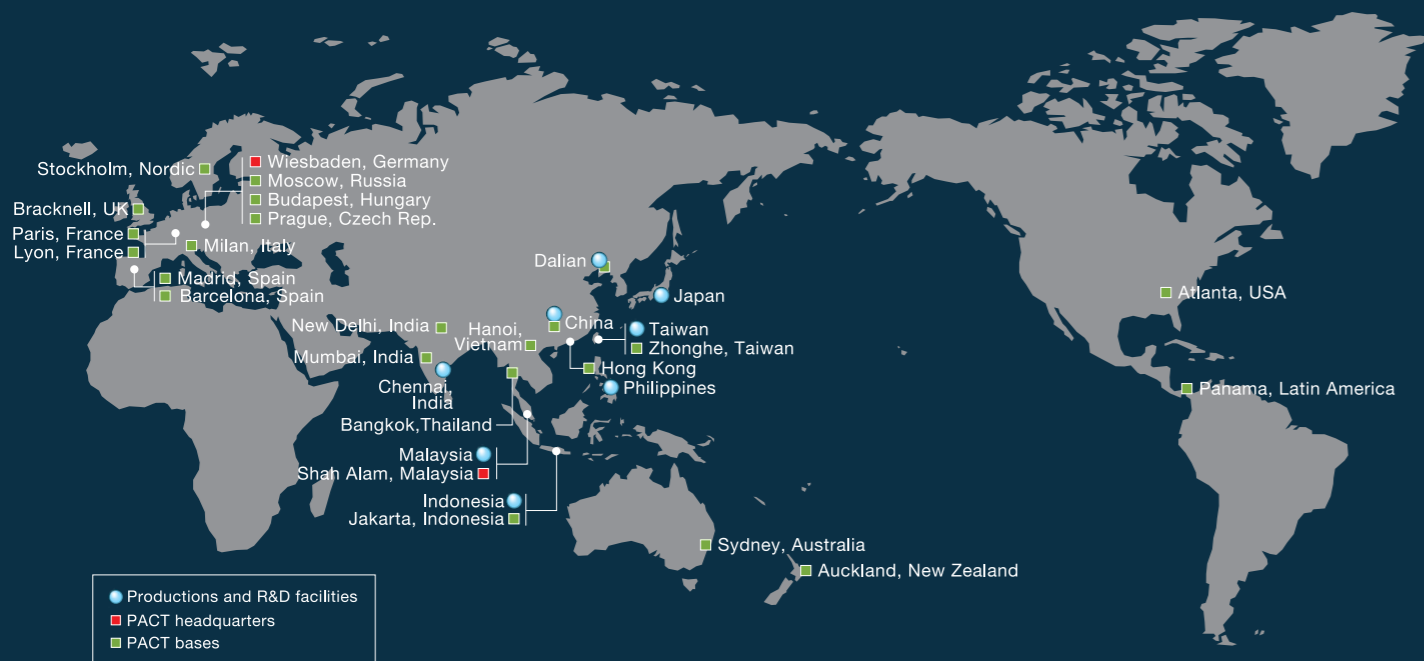 Stockholm, Nordic
Wiesbaden, Germany
Moscow, Russia
Budapest, Hungary
Prague, Czech Rep.
Bracknell, UK
Paris, France
Lyon, France
Milan, Italy
Madrid, Spain
Barcelona, Spain
Dalian
Japan
Atlanta, USA
New Delhi, India
Hanoi,
Vietnam
China
Taiwan
Zhonghe, Taiwan
Mumbai, India
Hong Kong
Chennai,
India
Philippines
Panama, Latin America
Bangkok,Thailand
Malaysia
Shah Alam, Malaysia
Indonesia
Jakarta, Indonesia
Sydney, Australia
Auckland, New Zealand
Productions and R&D facilities
PACT headquarters
PACT bases